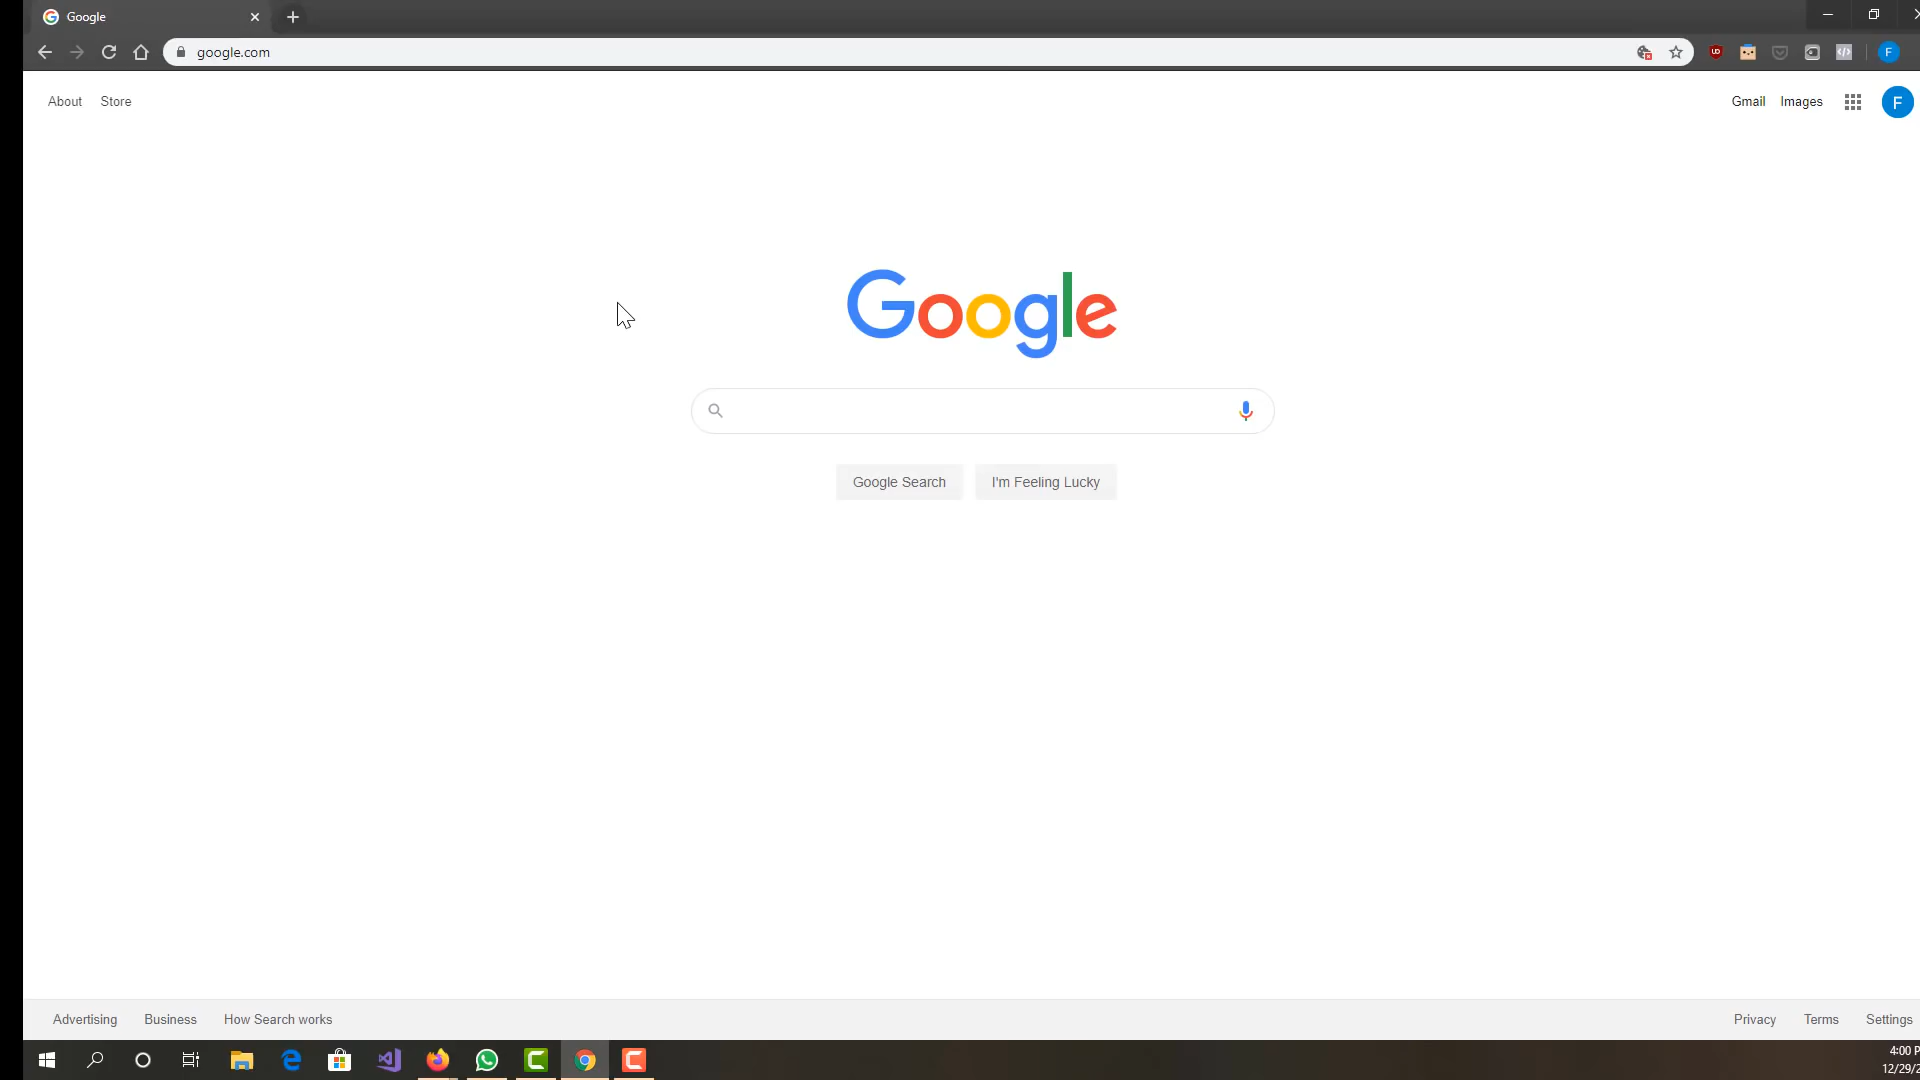 Google
google.com
About Store
Gmail Images
F
Google
Google Search
I'm Feeling Lucky
Advertising Business How Search works
Privacy Terms Settings
4:00 P
12/29/2